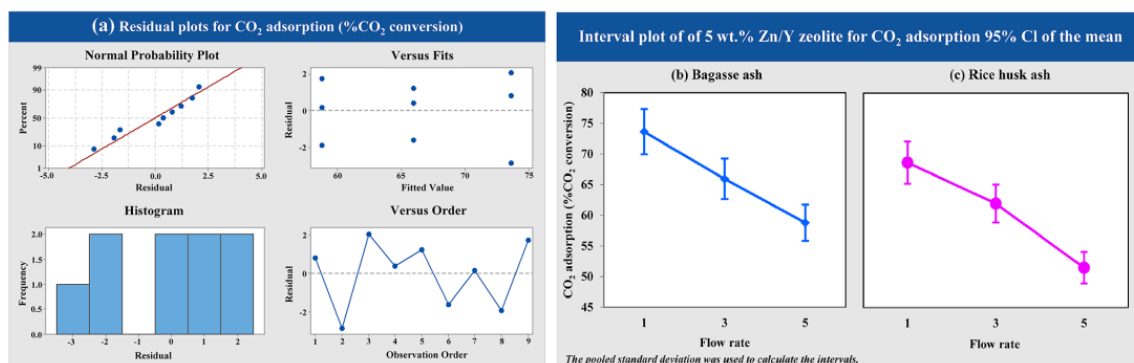 (a) Residual plots for CO₂ adsorption (%CO₂ conversion)
Normal Probability Plot
Percent
99
90
50
10
1
-5.0 -2.5 0.0 2.5 5.0
Residual
Versus Fits
Residual
2
0
-2
60 65 70 75
Fitted Value
Histogram
Frequency
2.0
1.5
1.0
0.5
0.0
-3 -2 -1 0 1 2
Residual
Versus Order
Residual
2
0
-2
1 2 3 4 5 6 7 8 9
Observation Order
Interval plot of of 5 wt.% Zn/Y zeolite for CO₂ adsorption 95% Cl of the mean
(b) Bagasse ash
(c) Rice husk ash
CO₂ adsorption (%CO₂ conversion)
80
75
70
65
60
55
50
45
1 3 5
Flow rate
1 3 5
Flow rate
The pooled standard deviation was used to calculate the intervals.